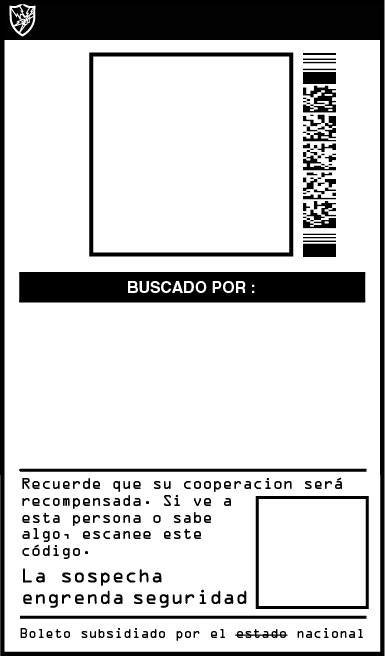 BUSCADO POR :
Recuerde que su cooperacion será
recompensada. Si ve a
esta persona o sabe
algo, escanee este
código.
La sospecha
engrenda seguridad
Boleto subsidiado por el estado nacional